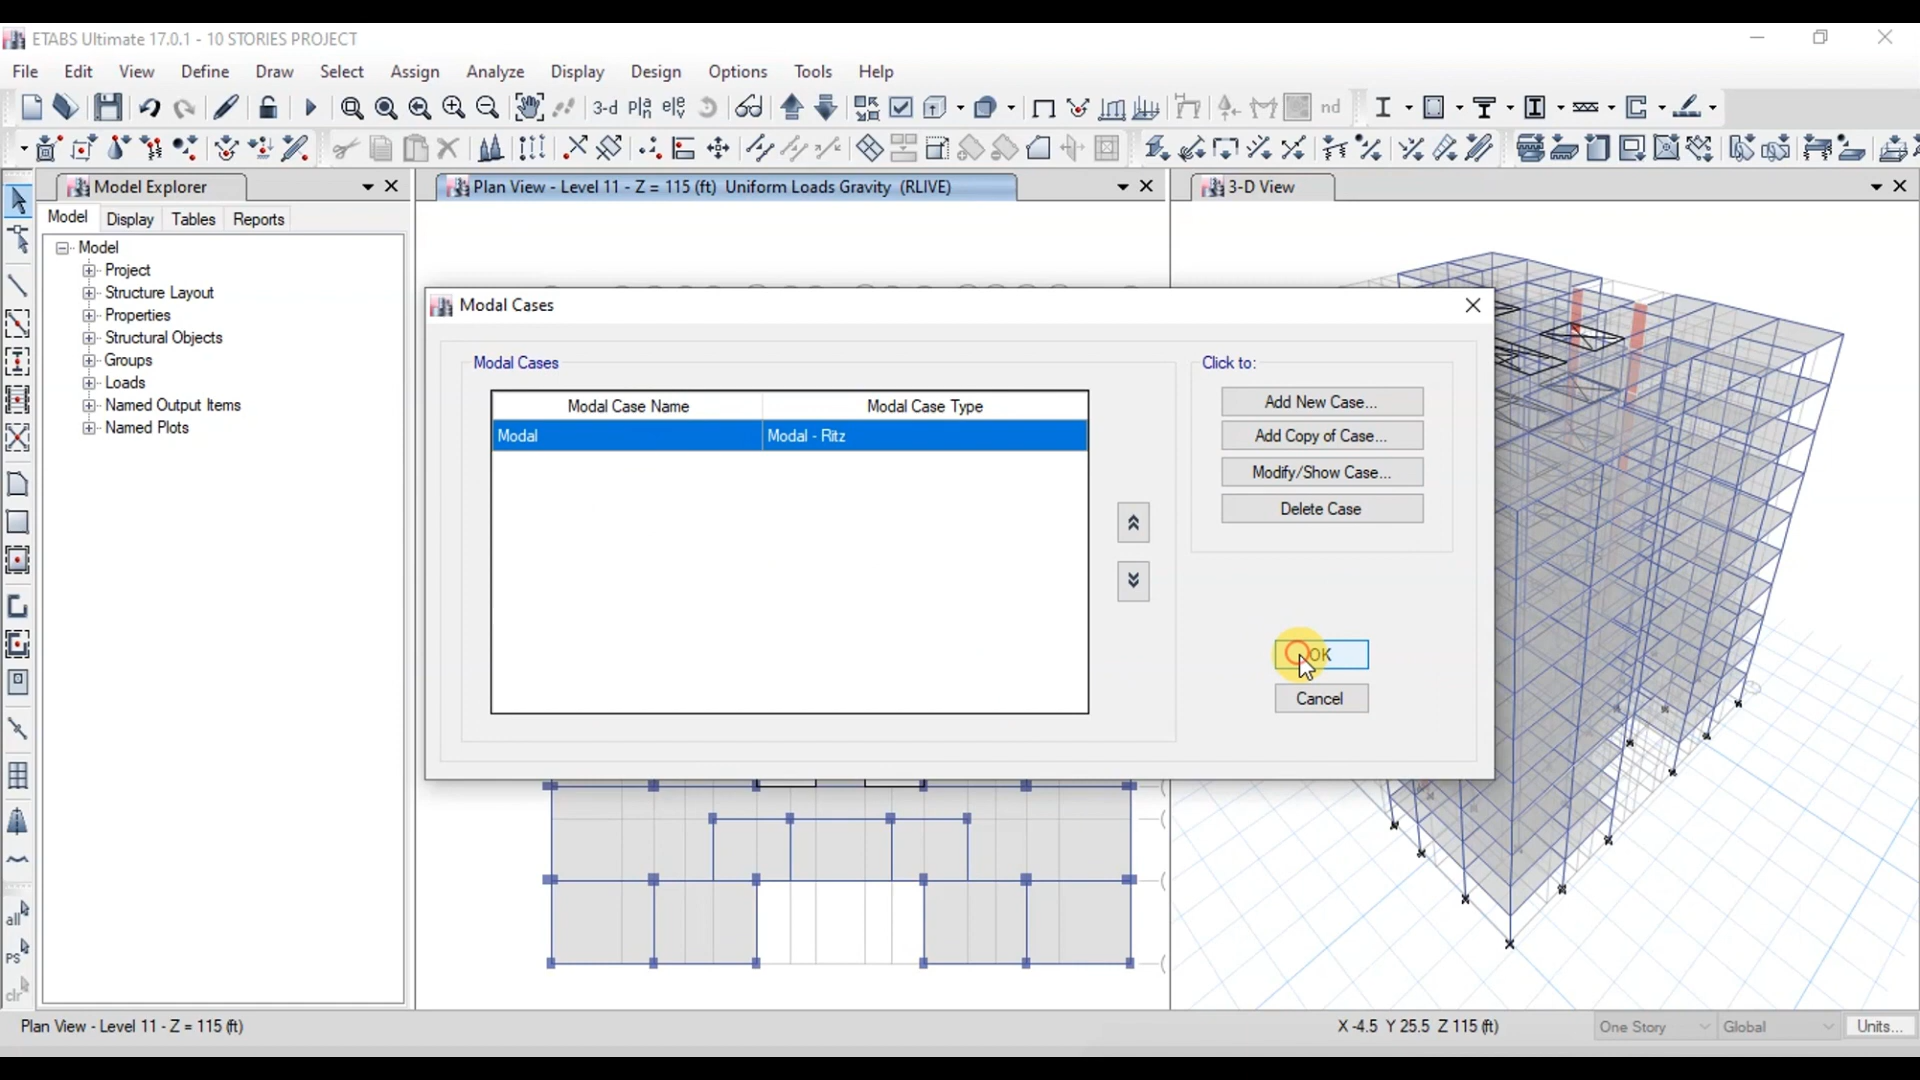 ETABS Ultimate 17.0.1 - 10 STORIES PROJECT
File Edit View Define Draw Select Assign Analyze Display Design Options Tools Help
3-d nd
Model Explorer
Plan View - Level 11 - Z = 115 (ft) Uniform Loads Gravity (RLIVE)
3-D View
Model Display Tables Reports
Model
Project
Structure Layout
Properties
Structural Objects
Groups
Loads
Named Output Items
Named Plots
Modal Cases
Modal Cases
Modal Case Name Modal Case Type
Modal Modal - Ritz
Click to:
Add New Case...
Add Copy of Case...
Modify/Show Case...
Delete Case
OK
Cancel
all
PS
clr
Plan View - Level 11 - Z = 115 (ft)
X -4.5 Y 25.5 Z 115 (ft)
One Story
Global
Units...